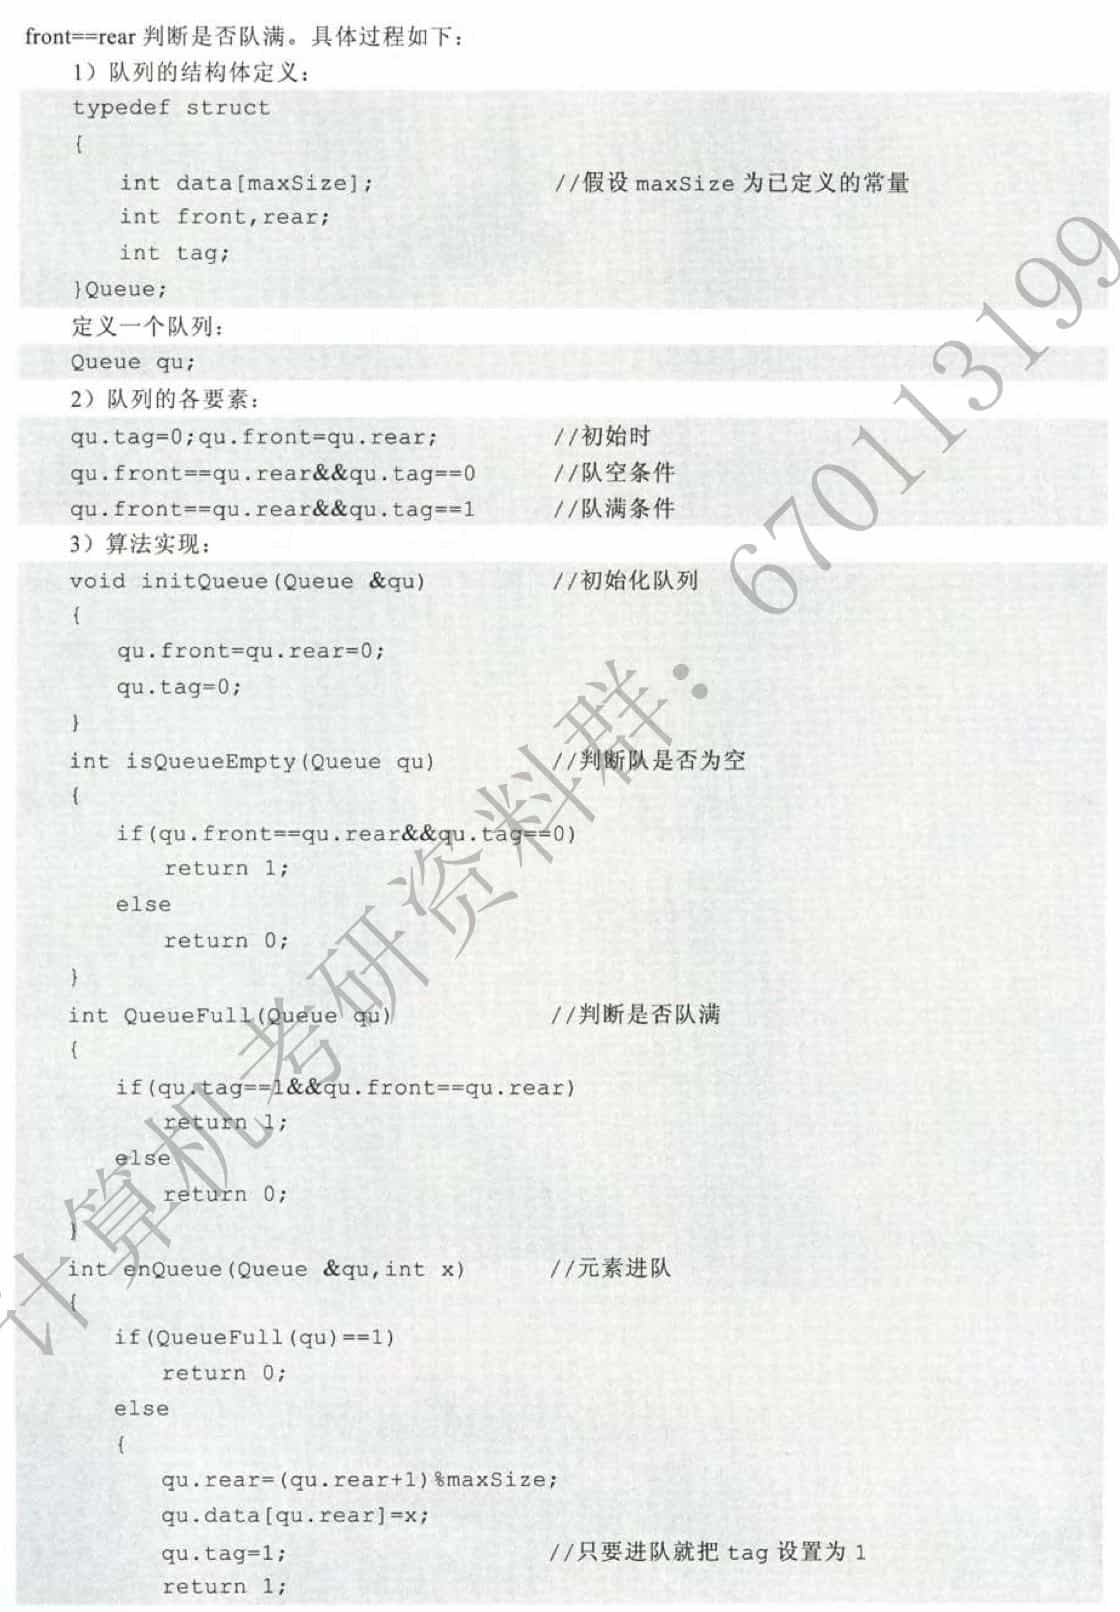 front==rear 判断是否队满。具体过程如下：
1）队列的结构体定义：
typedef struct
{
int data[maxSize]; //假设 maxSize 为已定义的常量
int front,rear;
int tag;
}Queue;
定义一个队列：
Queue qu;
2）队列的各要素：
qu.tag=0;qu.front=qu.rear; //初始时
qu.front==qu.rear&&qu.tag==0 //队空条件
qu.front==qu.rear&&qu.tag==1 //队满条件
3）算法实现：
void initQueue(Queue &qu) //初始化队列
{
qu.front=qu.rear=0;
qu.tag=0;
}
int isQueueEmpty(Queue qu) //判断队是否为空
{
if(qu.front==qu.rear&&qu.tag==0)
return 1;
else
return 0;
}
int QueueFull(Queue qu) //判断是否队满
{
if(qu.tag==1&&qu.front==qu.rear)
return 1;
else
return 0;
}
int enQueue(Queue &qu,int x) //元素进队
{
if(QueueFull(qu)==1)
return 0;
else
{
qu.rear=(qu.rear+1)%maxSize;
qu.data[qu.rear]=x;
qu.tag=1; //只要进队就把 tag 设置为 1
return 1;
计算机考研资料群：670113199